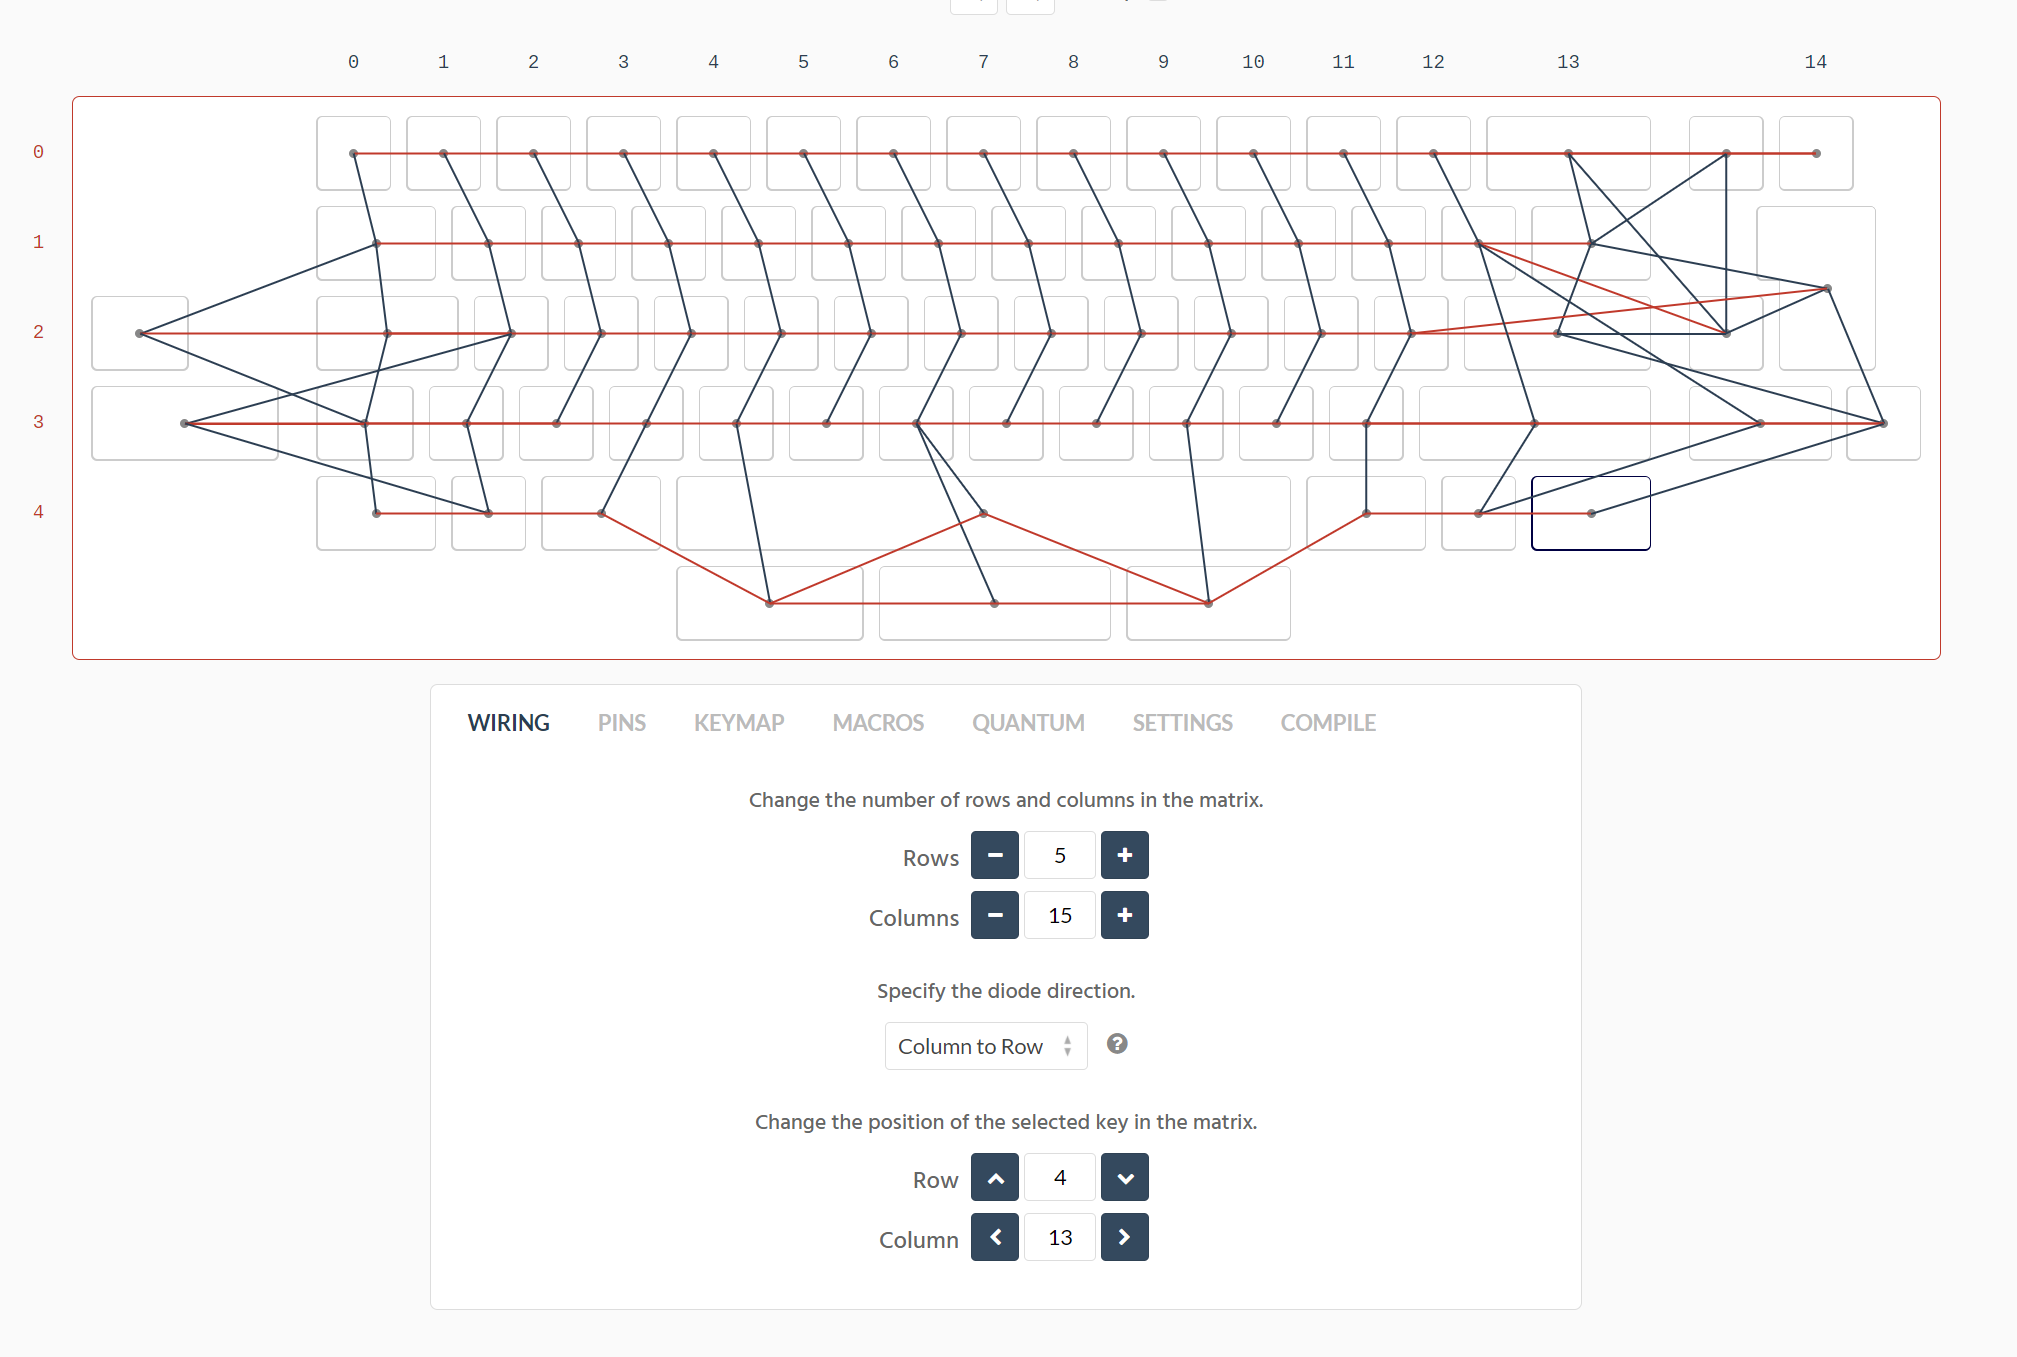 0 1 2 3 4 5 6 7 8 9 10 11 12 13 14
0
1
2
3
4
WIRING PINS KEYMAP MACROS QUANTUM SETTINGS COMPILE
Change the number of rows and columns in the matrix.
Rows − 5 +
Columns − 15 +
Specify the diode direction.
Column to Row ?
Change the position of the selected key in the matrix.
Row 4
Column 13